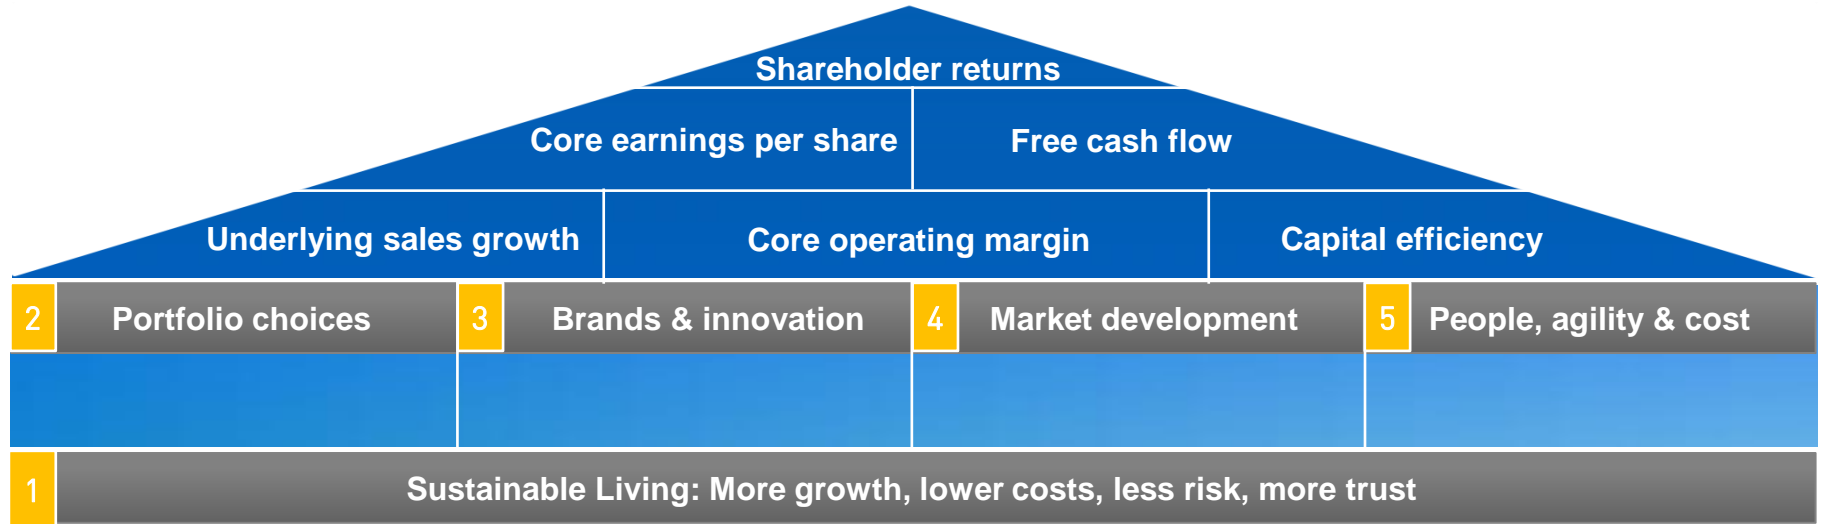 Shareholder returns
Core earnings per share
Free cash flow
Underlying sales growth
Core operating margin
Capital efficiency
2 Portfolio choices
3 Brands & innovation
4 Market development
5 People, agility & cost
1 Sustainable Living: More growth, lower costs, less risk, more trust